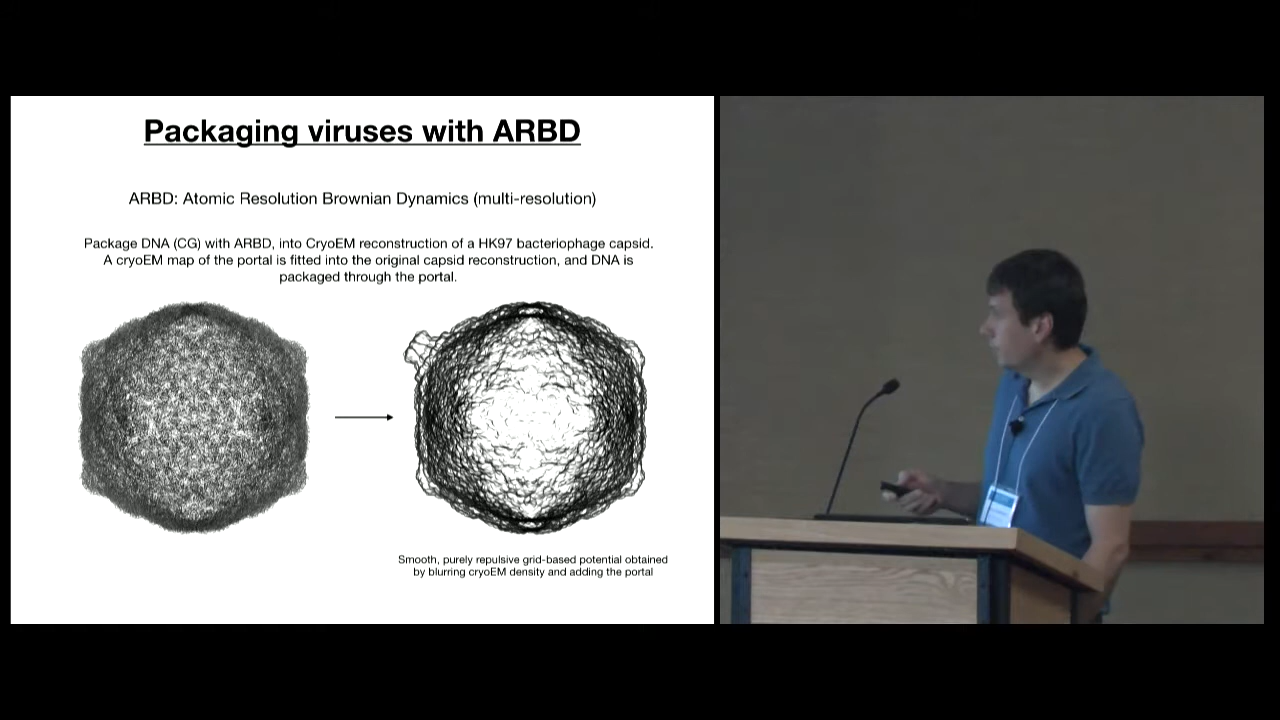 Packaging viruses with ARBD
ARBD: Atomic Resolution Brownian Dynamics (multi-resolution)
Package DNA (CG) with ARBD, into CryoEM reconstruction of a HK97 bacteriophage capsid.
A cryoEM map of the portal is fitted into the original capsid reconstruction, and DNA is
packaged through the portal.
Smooth, purely repulsive grid-based potential obtained
by blurring cryoEM density and adding the portal